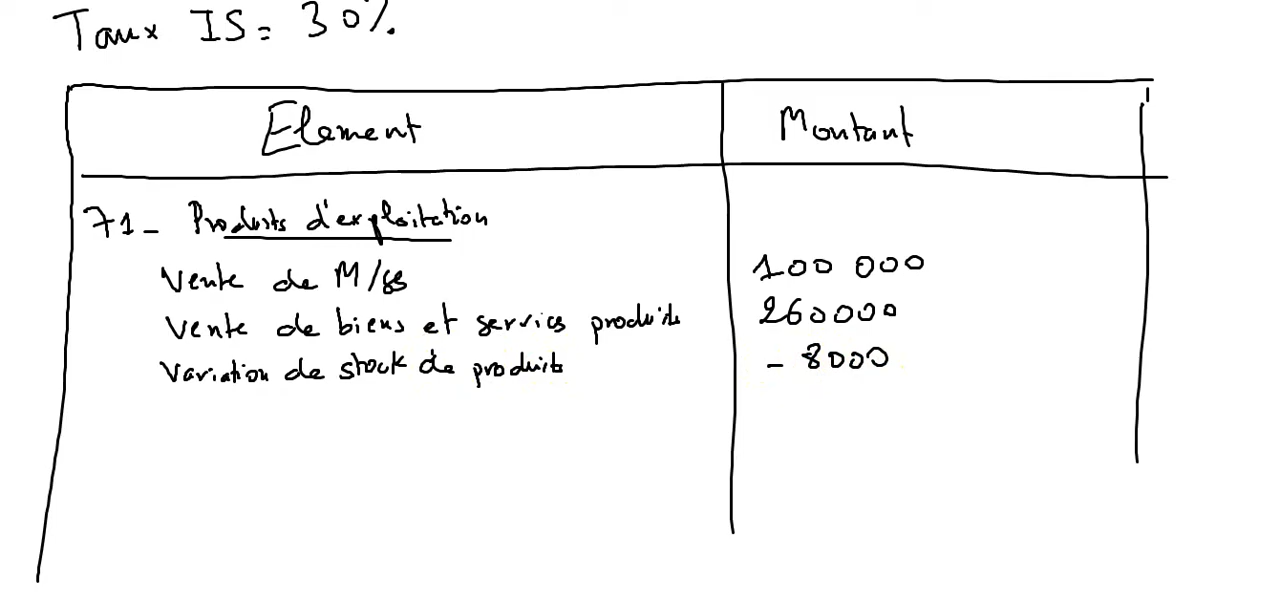 Taux IS = 30%.
Element Montant
71 - Produits d'exploitation
Vente de M/ses 100 000
Vente de biens et services produits 260000
Variation de stock de produits - 8000